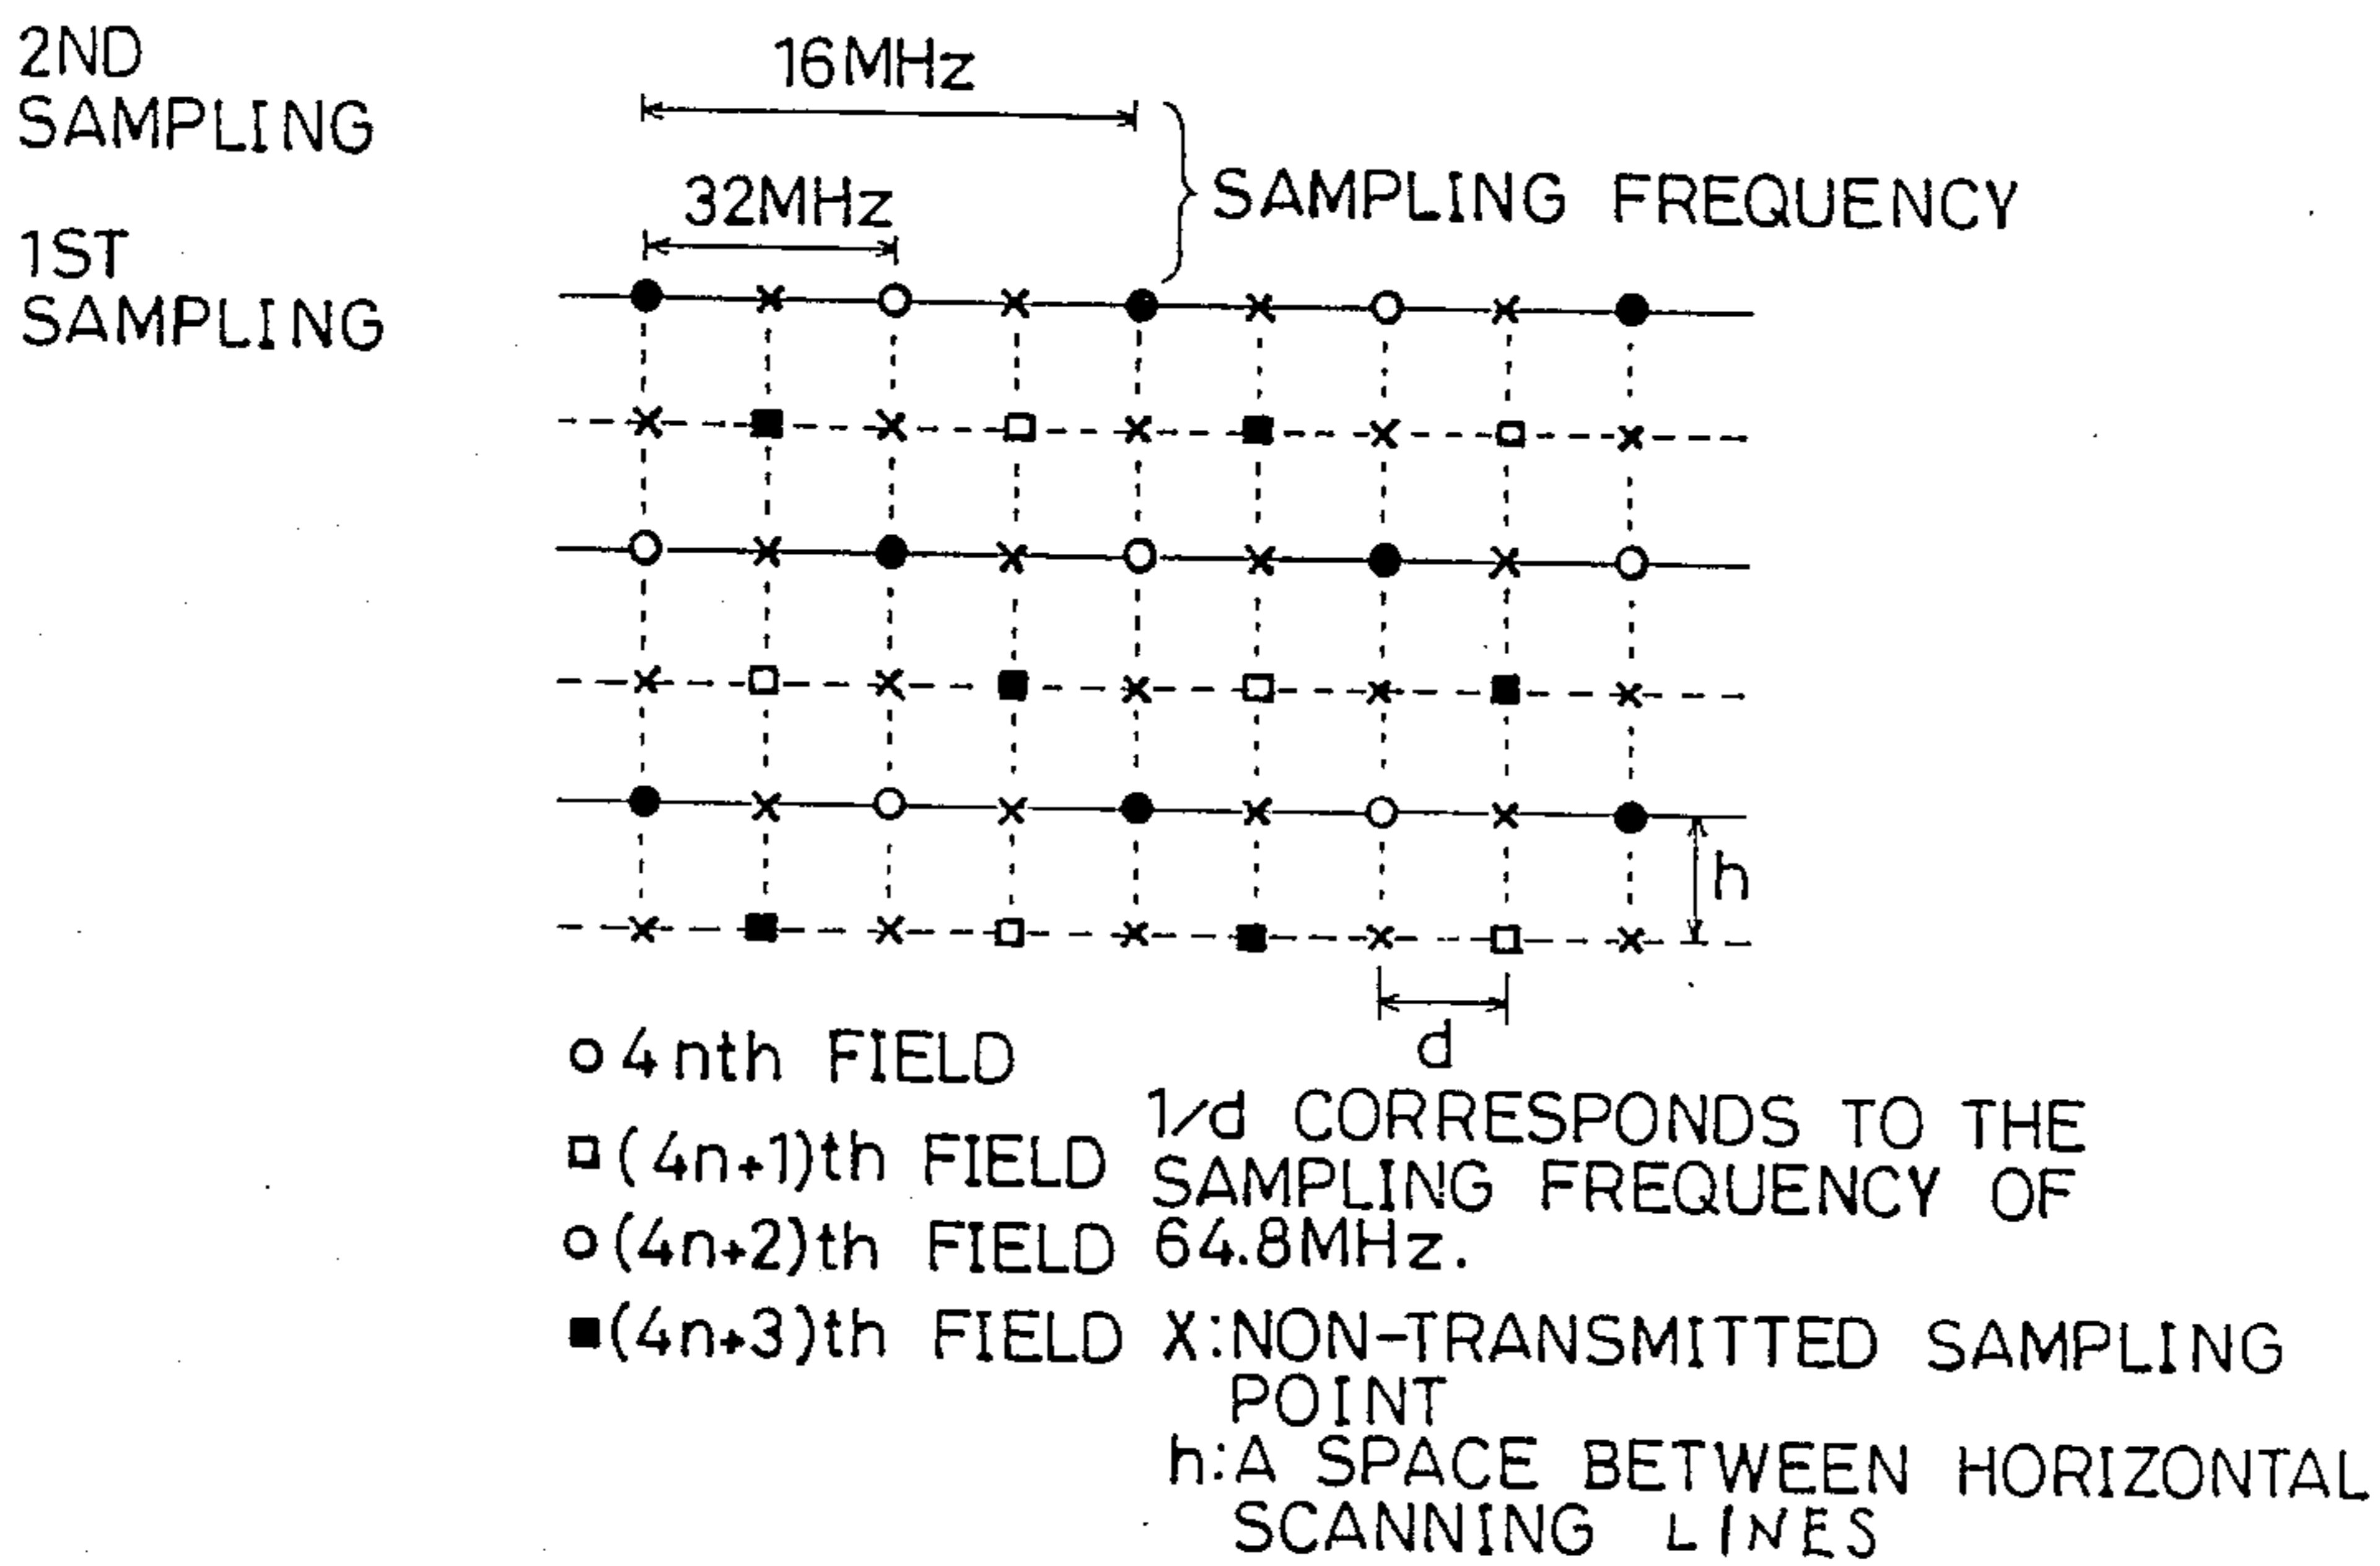 2ND
SAMPLING
16MHz
32MHz
SAMPLING FREQUENCY
1ST
SAMPLING
h
d
○ 4nth FIELD
□ (4n+1)th FIELD
○ (4n+2)th FIELD
■ (4n+3)th FIELD
1/d CORRESPONDS TO THE
SAMPLING FREQUENCY OF
64.8MHz.
X: NON-TRANSMITTED SAMPLING
POINT
h: A SPACE BETWEEN HORIZONTAL
SCANNING LINES